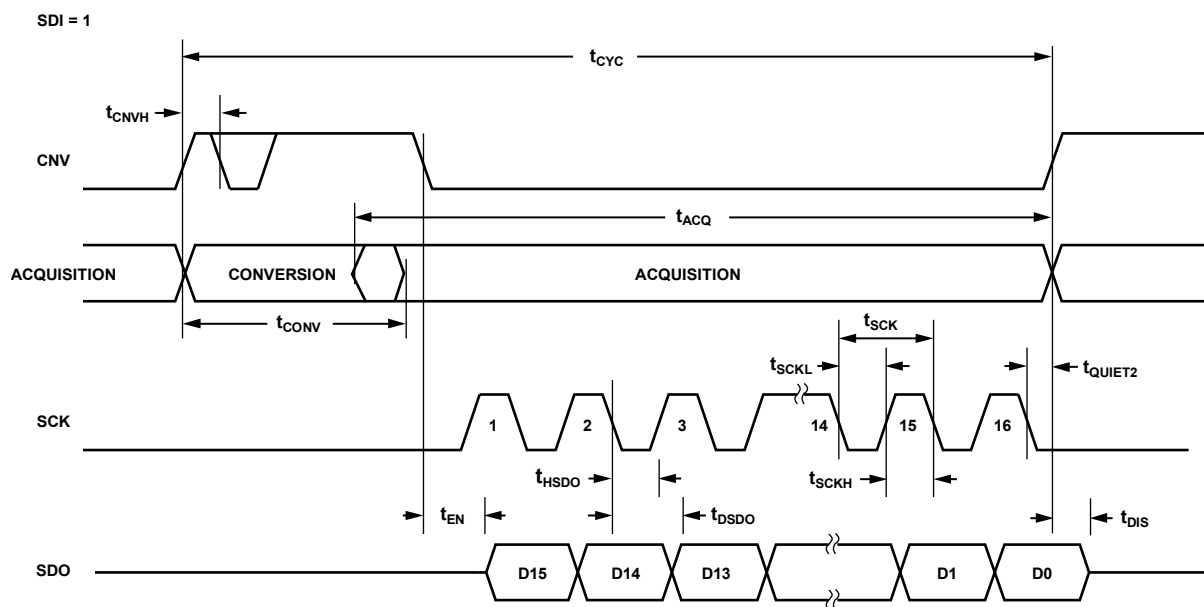 SDI = 1
tCYC
tCNVH
CNV
tACQ
ACQUISITION CONVERSION ACQUISITION
tCONV
tSCK
tSCKL tQUIET2
SCK 1 2 3 14 15 16
tHSDO tSCKH
tEN tDSDO tDIS
SDO D15 D14 D13 D1 D0